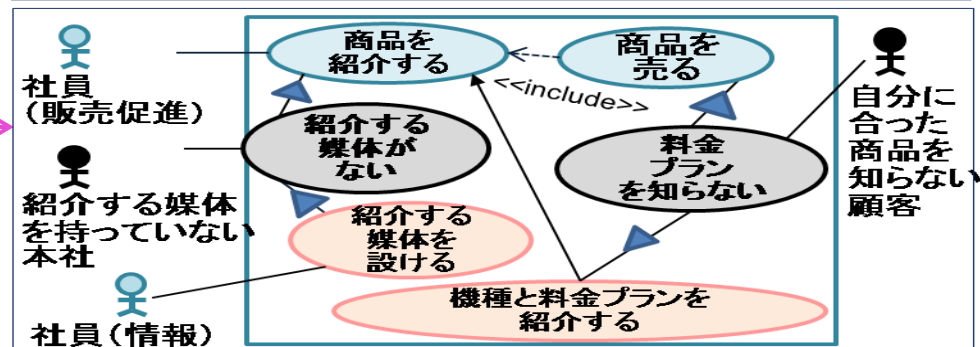 商品を
紹介する
商品を
売る
<<include>>
社員
(販売促進)
紹介する
媒体が
ない
料金
プラン
を知らない
自分に
合った
商品を
知らない
顧客
紹介する媒体
を持っていない
本社
紹介する
媒体を
設ける
機種と料金プランを
紹介する
社員(情報)